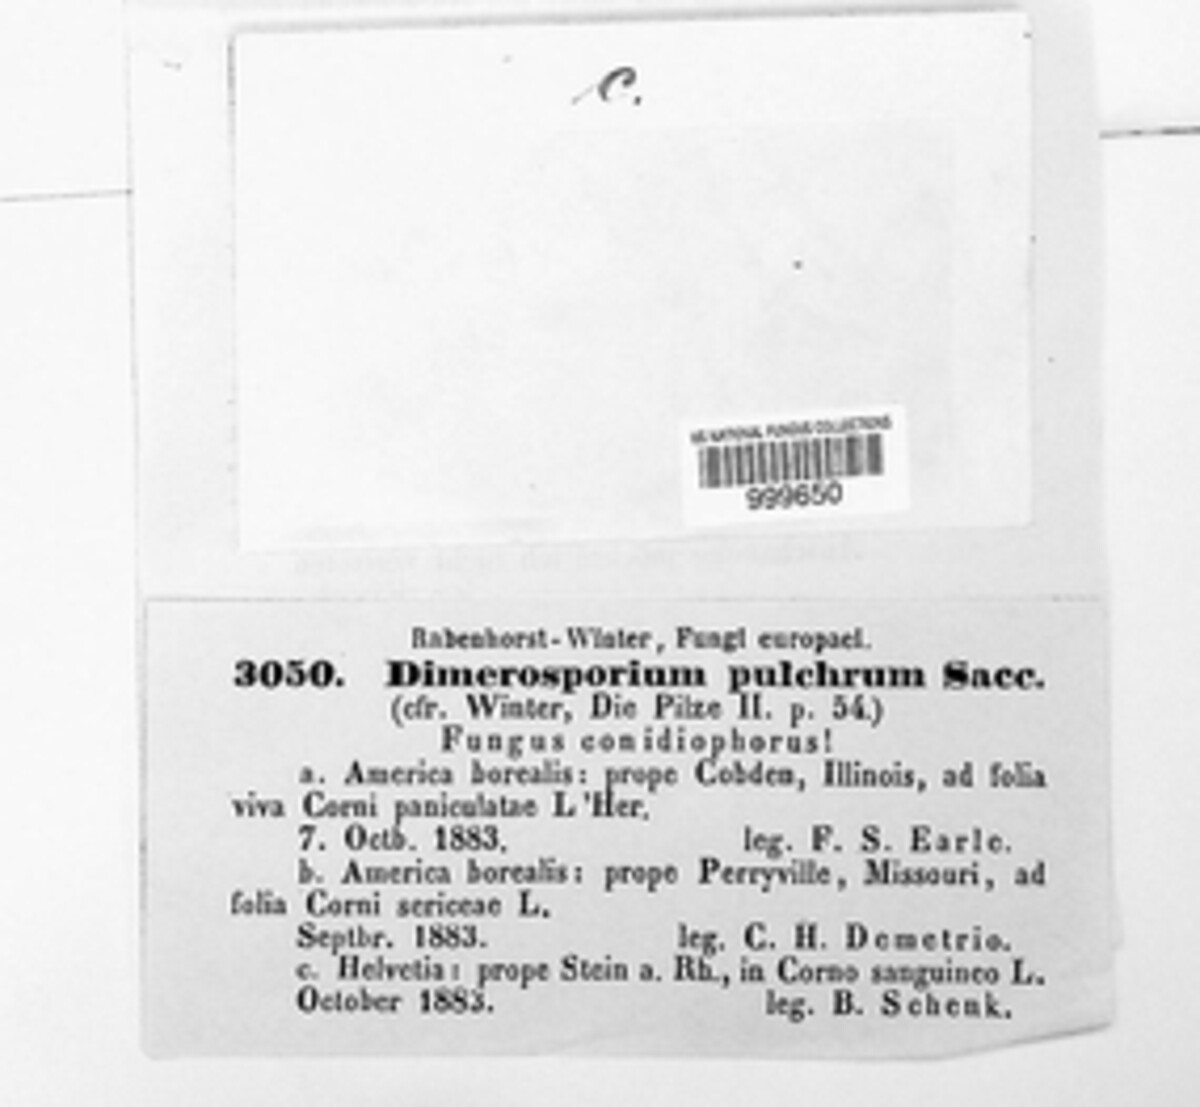 c.
US NATIONAL FUNGUS COLLECTIONS
999650
Rabenhorst-Winter, Fungi europaei.
3050. Dimerosporium pulchrum Sacc.
(cfr. Winter, Die Pilze II. p. 54.)
Fungus conidiophorus!
a. America borealis: prope Cobden, Illinois, ad folia
viva Corni paniculatae L'Her.
7. Octb. 1883. leg. F. S. Earle.
b. America borealis: prope Perryville, Missouri, ad
folia Corni sericeae L.
Septbr. 1883. leg. C. H. Demetrio.
c. Helvetia: prope Stein a. Rh., in Corno sanguineo L.
October 1883. leg. B. Schenk.